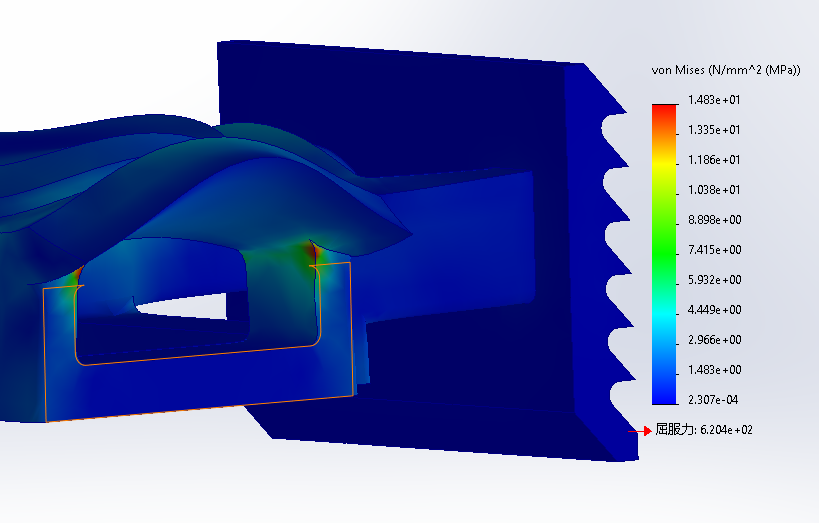 von Mises (N/mm^2 (MPa))
1.483e+01
1.335e+01
1.186e+01
1.038e+01
8.898e+00
7.415e+00
5.932e+00
4.449e+00
2.966e+00
1.483e+00
2.307e-04
屈服力: 6.204e+02